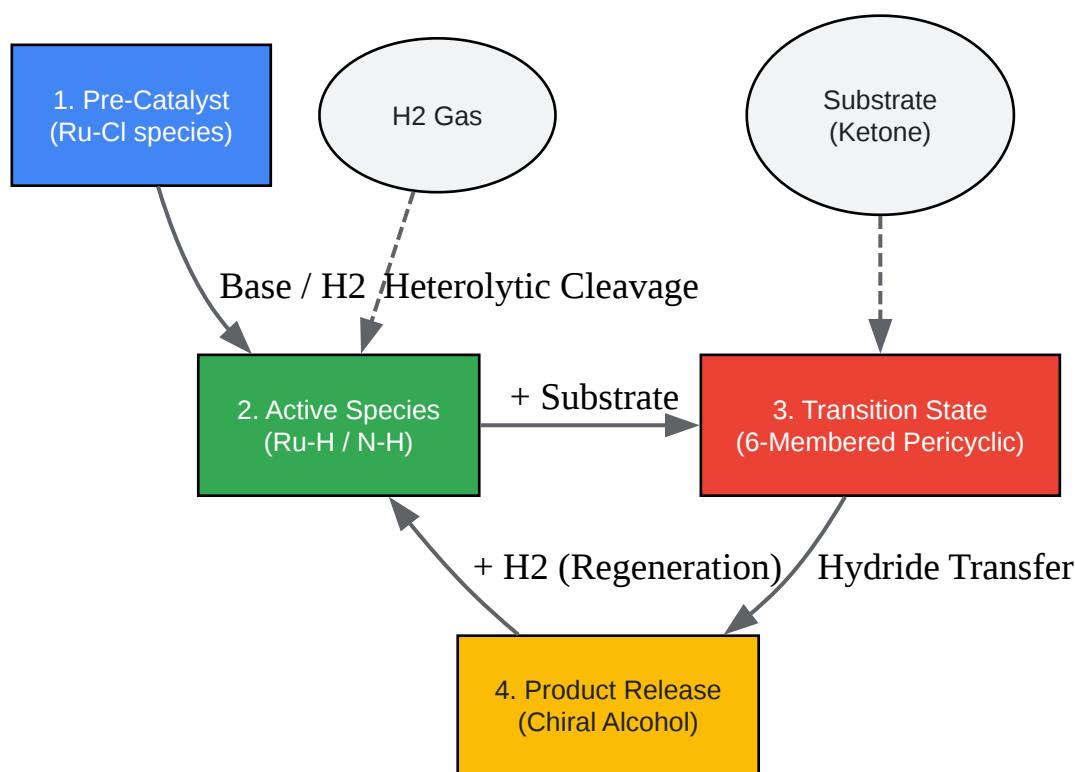 1. Pre-Catalyst
(Ru-Cl species)
H2 Gas
Substrate
(Ketone)
Base / H2
Heterolytic Cleavage
2. Active Species
(Ru-H / N-H)
+ Substrate
3. Transition State
(6-Membered Pericyclic)
+ H2 (Regeneration)
Hydride Transfer
4. Product Release
(Chiral Alcohol)